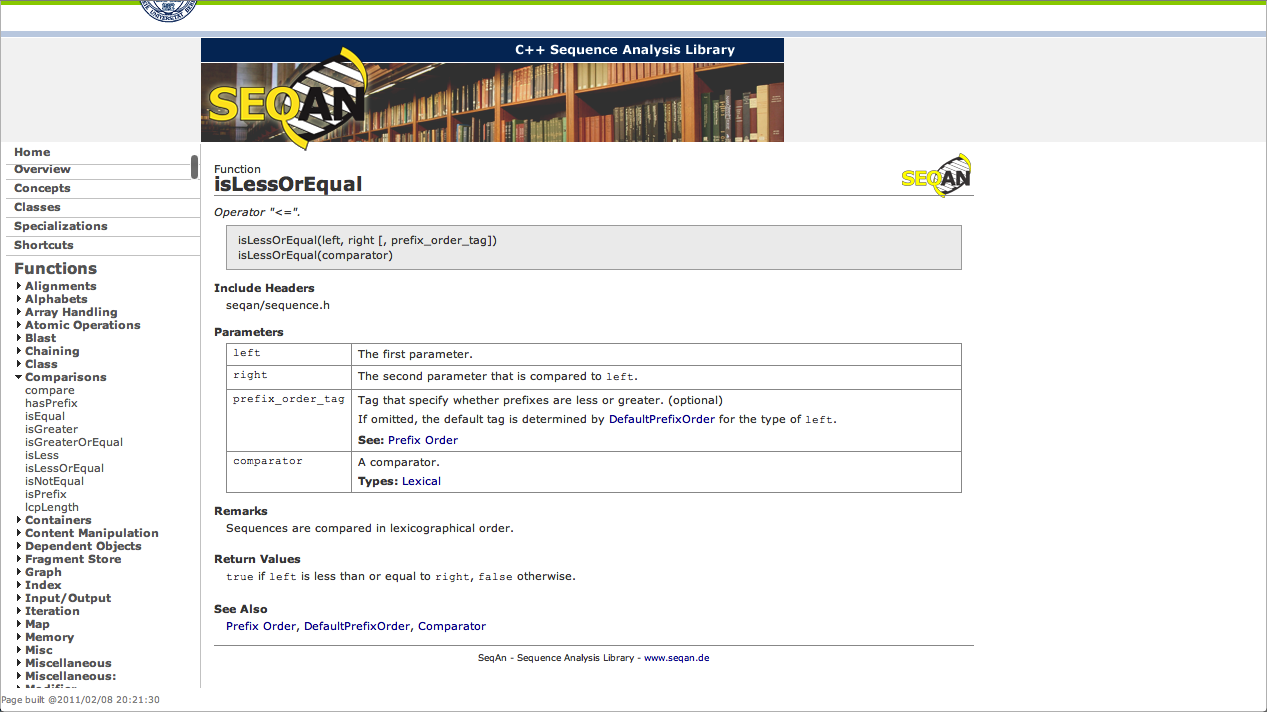 C++ Sequence Analysis Library
SEQAN
Home
Overview
Concepts
Classes
Specializations
Shortcuts
Functions
Alignments
Alphabets
Array Handling
Atomic Operations
Blast
Chaining
Class
Comparisons
compare
hasPrefix
isEqual
isGreater
isGreaterOrEqual
isLess
isLessOrEqual
isNotEqual
isPrefix
lcpLength
Containers
Content Manipulation
Dependent Objects
Fragment Store
Graph
Index
Input/Output
Iteration
Map
Memory
Misc
Miscellaneous
Miscellaneous:
Page built @2011/02/08 20:21:30
Function
isLessOrEqual
SEQAN
Operator "<=".
isLessOrEqual(left, right [, prefix_order_tag])
isLessOrEqual(comparator)
Include Headers
seqan/sequence.h
Parameters
left The first parameter.
right The second parameter that is compared to left.
prefix_order_tag Tag that specify whether prefixes are less or greater. (optional)
If omitted, the default tag is determined by DefaultPrefixOrder for the type of left.
See: Prefix Order
comparator A comparator.
Types: Lexical
Remarks
Sequences are compared in lexicographical order.
Return Values
true if left is less than or equal to right, false otherwise.
See Also
Prefix Order, DefaultPrefixOrder, Comparator
SeqAn - Sequence Analysis Library - www.seqan.de